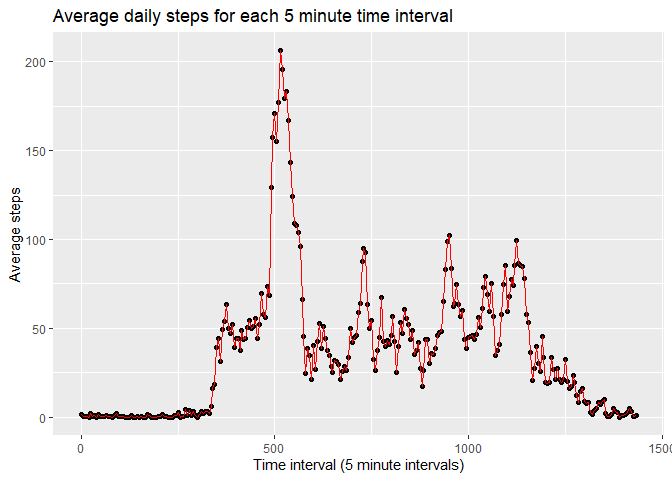 Average daily steps for each 5 minute time interval
200
150
100
50
0
Average steps
0 500 1000 1500
Time interval (5 minute intervals)